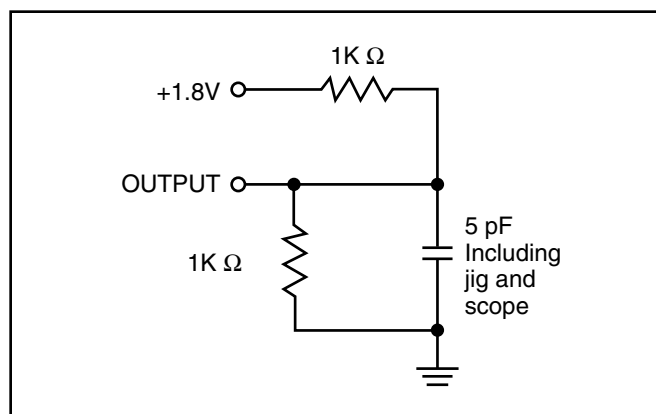 1K Ω
+1.8V
OUTPUT
1K Ω
5 pF
Including
jig and
scope